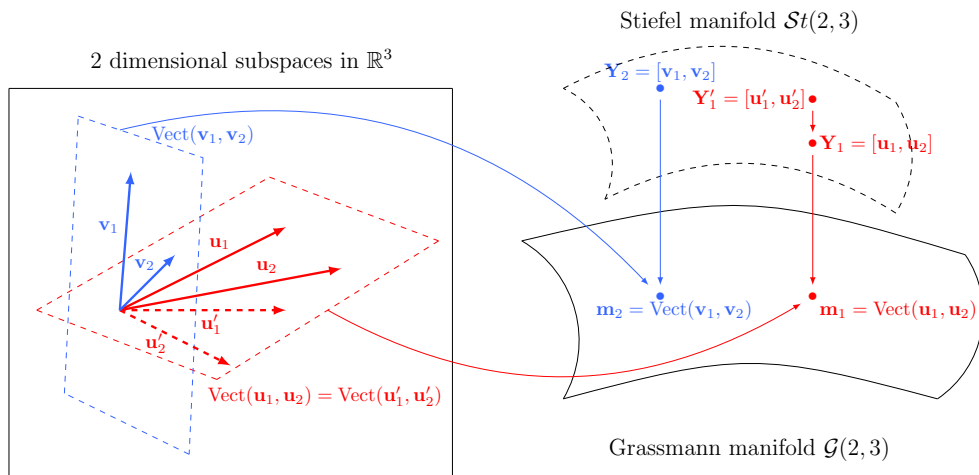 Stiefel manifold 𝒮t(2, 3)
2 dimensional subspaces in ℝ³
Y₂ = [v₁, v₂]
Y′₁ = [u′₁, u′₂]
Vect(v₁, v₂)
Y₁ = [u₁, u₂]
v₁
u₁
v₂
u₂
m₂ = Vect(v₁, v₂)
m₁ = Vect(u₁, u₂)
u′₁
u′₂
Vect(u₁, u₂) = Vect(u′₁, u′₂)
Grassmann manifold 𝒢(2, 3)